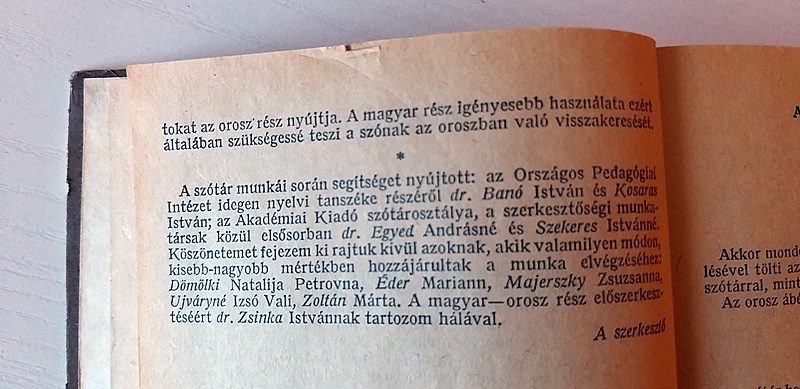 tokat az orosz rész nyújtja. A magyar rész igényesebb használata ezért
általában szükségessé teszi a szónak az oroszban való visszakeresését.
*
A szótár munkái során segítséget nyújtott: az Országos Pedagógiai
Intézet idegen nyelvi tanszéke részéről dr. Banó István és Kosaras
István; az Akadémiai Kiadó szótárosztálya, a szerkesztőségi munka-
társak közül elsősorban dr. Egyed Andrásné és Szekeres Istvánné.
Köszönetemet fejezem ki rajtuk kívül azoknak, akik valamilyen módon,
kisebb-nagyobb mértékben hozzájárultak a munka elvégzéséhez:
Dömölki Natalija Petrovna, Éder Mariann, Majerszky Zsuzsanna,
Ujváryné Izsó Vali, Zoltán Márta. A magyar—orosz rész előszerkesz-
téséért dr. Zsinka Istvánnak tartozom hálával.
A szerkesztő
Akkor
lésével tölti
szótárral, mint
Az orosz